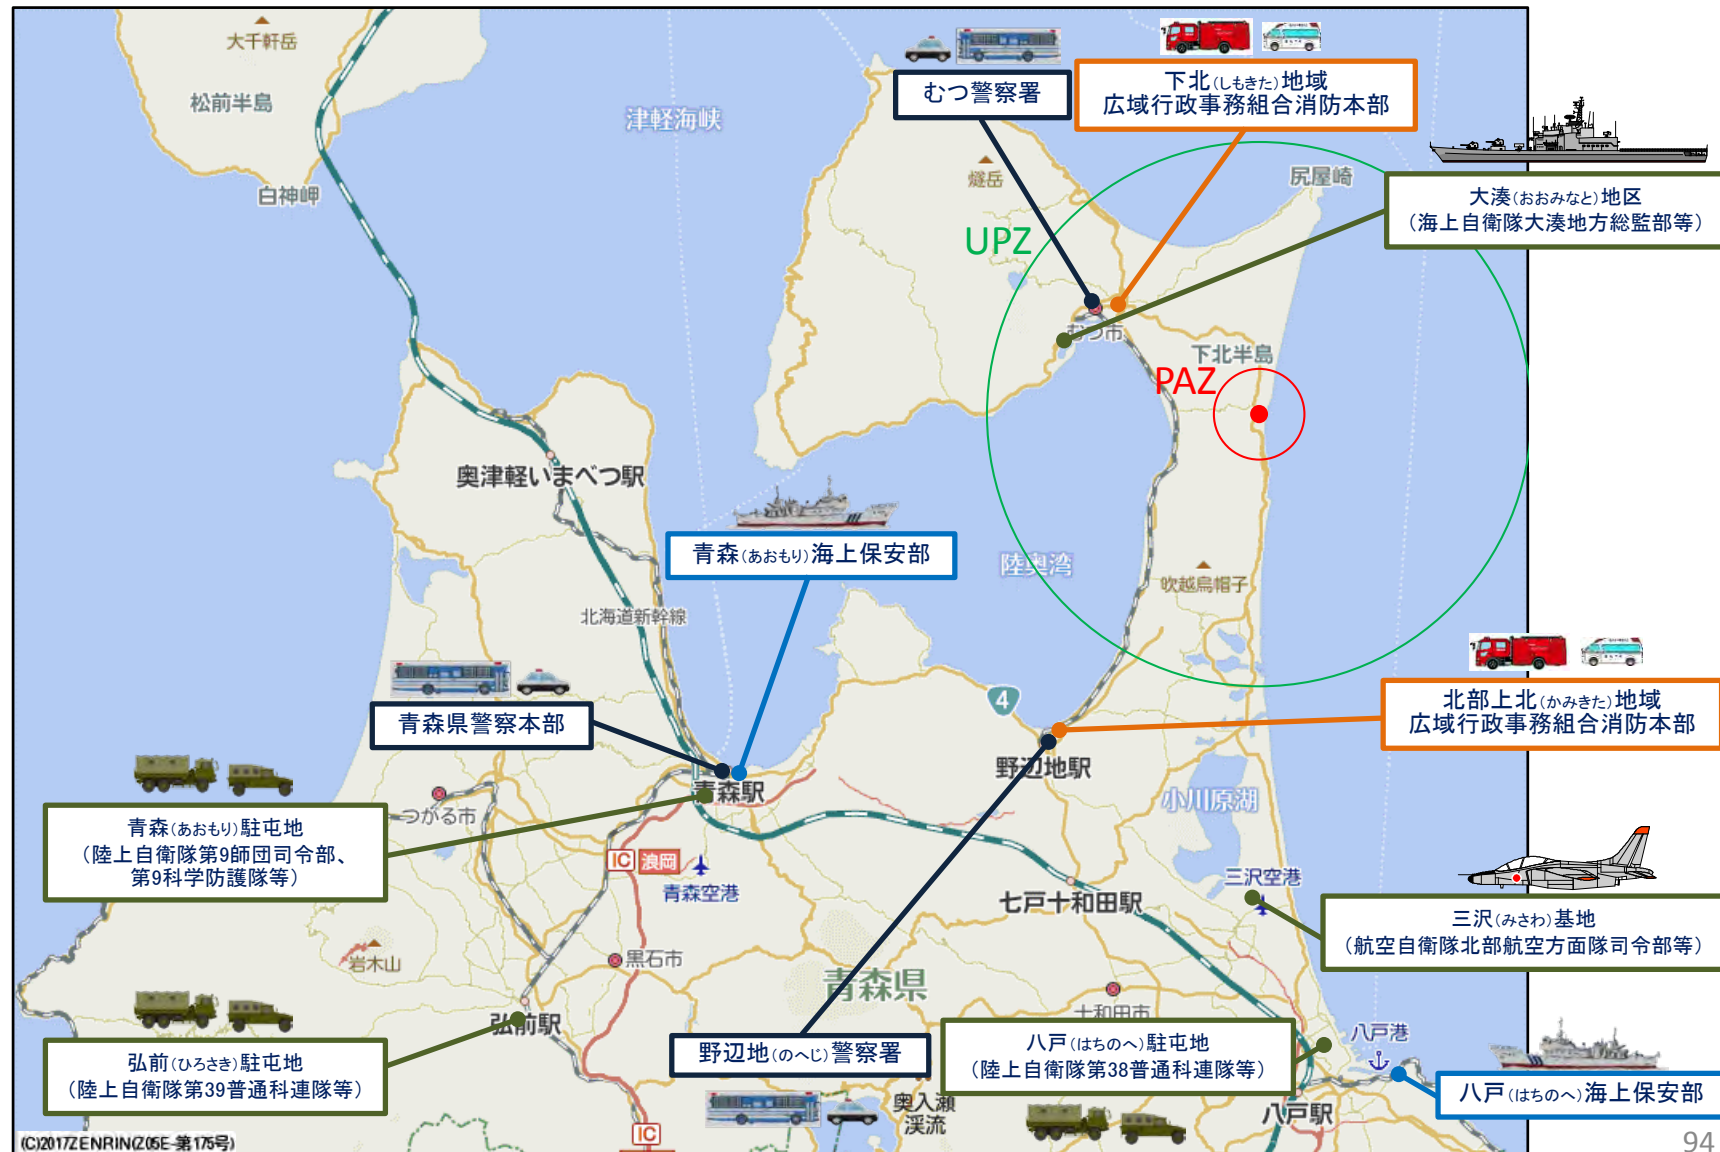 大千軒岳
松前半島
津軽海峡
白神岬
むつ警察署
下北(しもきた)地域
広域行政事務組合消防本部
燧岳
尻屋崎
大湊(おおみなと)地区
(海上自衛隊大湊地方総監部等)
UPZ
むつ市
下北半島
PAZ
奥津軽いまべつ駅
青森(あおもり)海上保安部
陸奥湾
吹越烏帽子
北海道新幹線
北部上北(かみきた)地域
広域行政事務組合消防本部
4
青森県警察本部
野辺地駅
青森駅
小川原湖
つがる市
青森(あおもり)駐屯地
(陸上自衛隊第9師団司令部、
第9科学防護隊等)
IC 浪岡
青森空港
三沢空港
七戸十和田駅
三沢(みさわ)基地
(航空自衛隊北部航空方面隊司令部等)
岩木山
黒石市
青森県
十和田市
弘前駅
八戸港
弘前(ひろさき)駐屯地
(陸上自衛隊第39普通科連隊等)
野辺地(のへじ)警察署
八戸(はちのへ)駐屯地
(陸上自衛隊第38普通科連隊等)
八戸(はちのへ)海上保安部
奥入瀬
渓流
八戸駅
IC
(C)2017ZENRIN(Z05E-第175号)
94